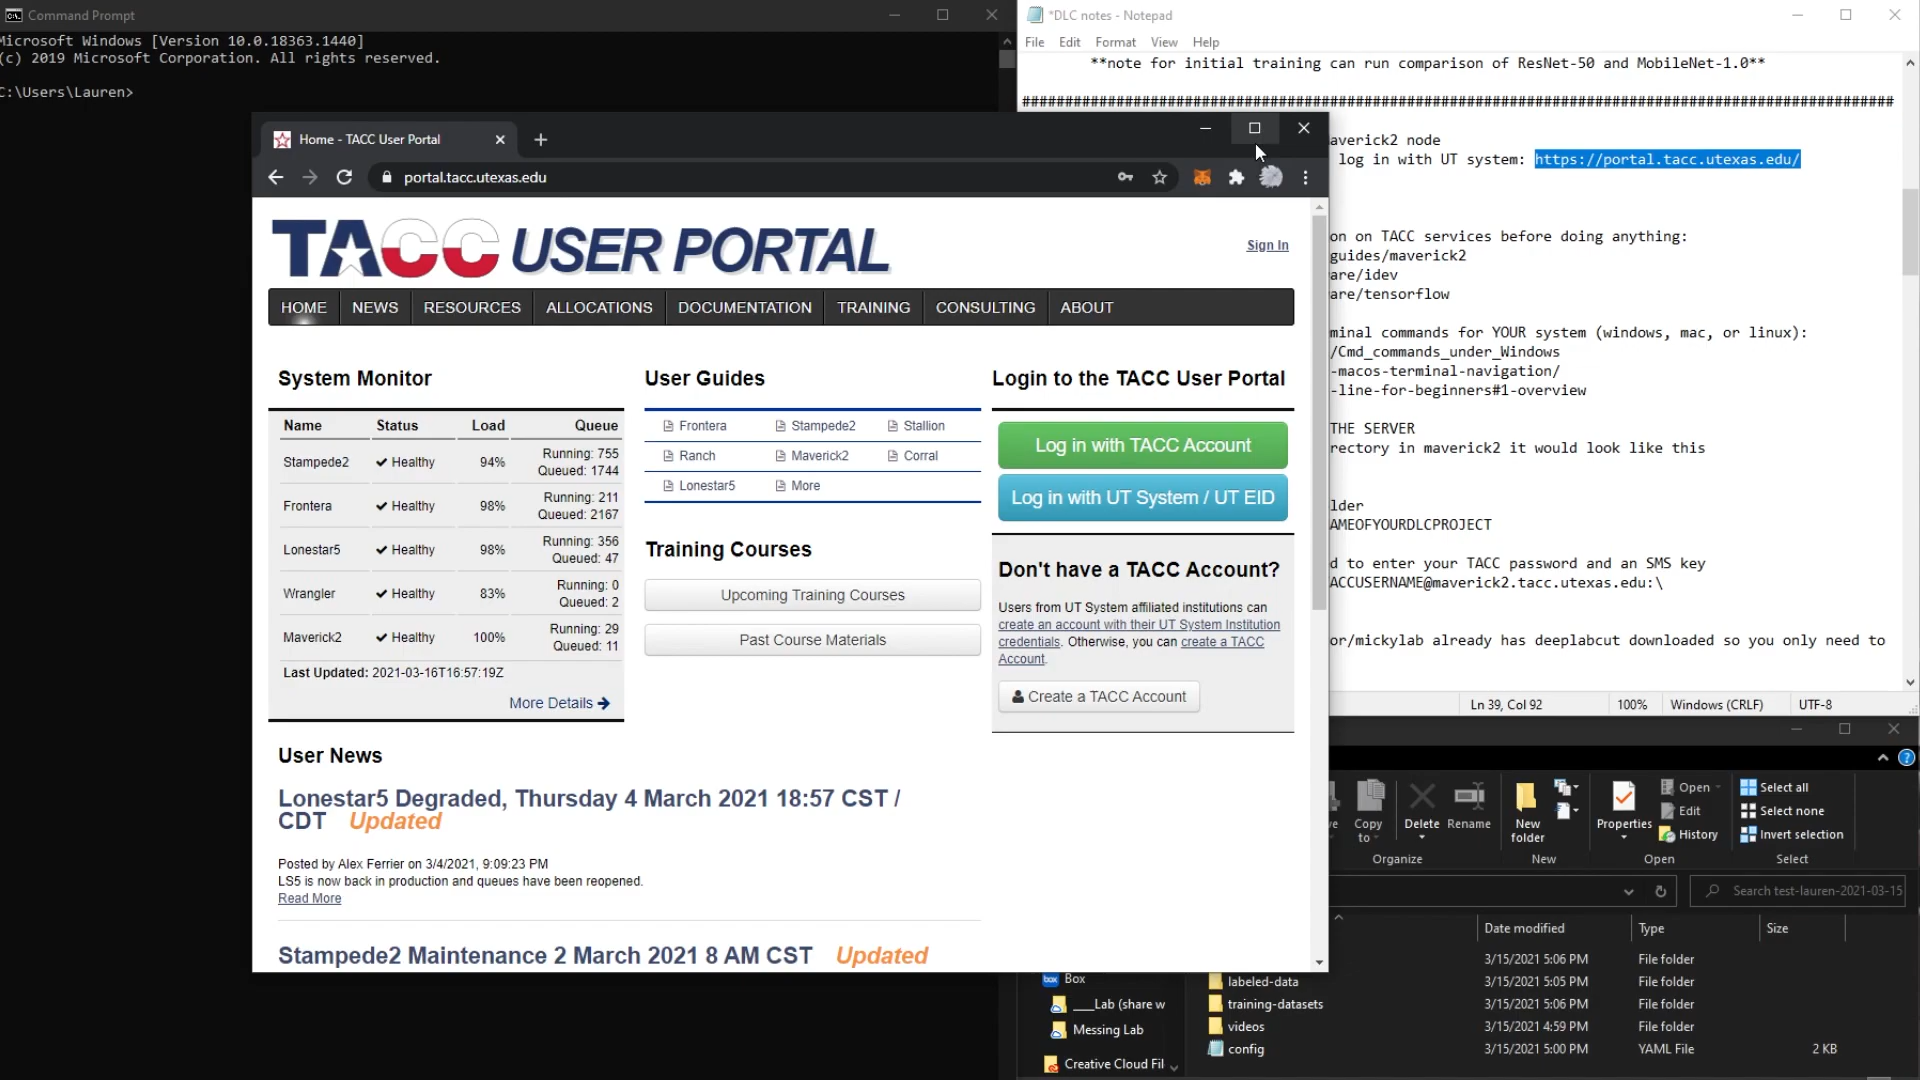 Command Prompt
Microsoft Windows [Version 10.0.18363.1440]
(c) 2019 Microsoft Corporation. All rights reserved.
C:\Users\Lauren>
*DLC notes - Notepad
File Edit Format View Help
**note for initial training can run comparison of ResNet-50 and MobileNet-1.0**
averick2 node
log in with UT system: https://portal.tacc.utexas.edu/
on on TACC services before doing anything:
guides/maverick2
are/idev
are/tensorflow
minal commands for YOUR system (windows, mac, or linux):
/Cmd_commands_under_Windows
-macos-terminal-navigation/
-line-for-beginners#1-overview
THE SERVER
rectory in maverick2 it would look like this
lder
AMEOFYOURDLCPROJECT
d to enter your TACC password and an SMS key
ACCUSERNAME@maverick2.tacc.utexas.edu:\
or/mickylab already has deeplabcut downloaded so you only need to
Ln 39, Col 92 100% Windows (CRLF) UTF-8
Home - TACC User Portal
portal.tacc.utexas.edu
TACC USER PORTAL
Sign In
HOME NEWS RESOURCES ALLOCATIONS DOCUMENTATION TRAINING CONSULTING ABOUT
System Monitor
Name Status Load Queue
Stampede2 ✔ Healthy 94% Running: 755
Queued: 1744
Frontera ✔ Healthy 98% Running: 211
Queued: 2167
Lonestar5 ✔ Healthy 98% Running: 356
Queued: 47
Wrangler ✔ Healthy 83% Running: 0
Queued: 2
Maverick2 ✔ Healthy 100% Running: 29
Queued: 11
Last Updated: 2021-03-16T16:57:19Z
More Details
User Guides
Frontera Stampede2 Stallion
Ranch Maverick2 Corral
Lonestar5 More
Training Courses
Upcoming Training Courses
Past Course Materials
Login to the TACC User Portal
Log in with TACC Account
Log in with UT System / UT EID
Don't have a TACC Account?
Users from UT System affiliated institutions can
create an account with their UT System Institution
credentials. Otherwise, you can create a TACC
Account.
Create a TACC Account
User News
Lonestar5 Degraded, Thursday 4 March 2021 18:57 CST /
CDT Updated
Posted by Alex Ferrier on 3/4/2021, 9:09:23 PM
LS5 is now back in production and queues have been reopened.
Read More
Stampede2 Maintenance 2 March 2021 8 AM CST Updated
Copy to
Delete
Rename
New folder
Properties
Open
Edit
History
Select all
Select none
Invert selection
Organize New Open Select
Search test-lauren-2021-03-15
Date modified Type Size
3/15/2021 5:06 PM File folder
labeled-data 3/15/2021 5:05 PM File folder
training-datasets 3/15/2021 5:06 PM File folder
videos 3/15/2021 4:59 PM File folder
config 3/15/2021 5:00 PM YAML File 2 KB
Box
___Lab (share w
Messing Lab
Creative Cloud Fil